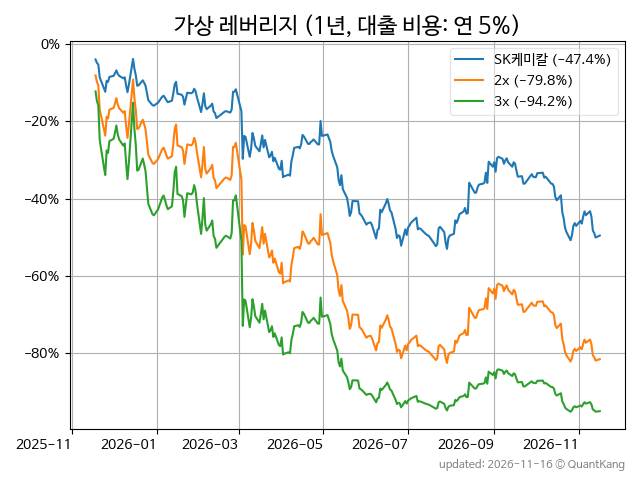 가상 레버리지 (1년, 대출 비용: 연 5%)
SK케미칼 (−47.4%)
2x (−79.8%)
3x (−94.2%)
0%
−20%
−40%
−60%
−80%
2025-11 2026-01 2026-03 2026-05 2026-07 2026-09 2026-11
updated: 2026-11-16 © QuantKang